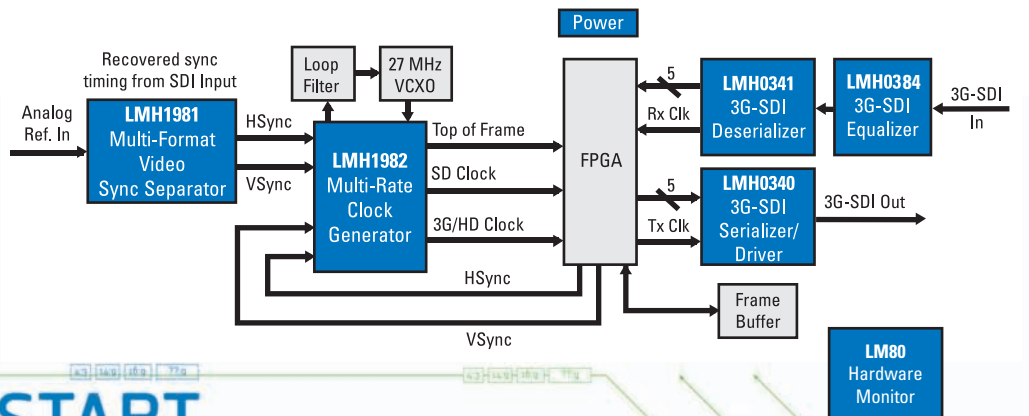 Power
Recovered sync
timing from SDI Input
Analog
Ref. In
LMH1981
Multi-Format
Video
Sync Separator
HSync
VSync
Loop
Filter
27 MHz
VCXO
LMH1982
Multi-Rate
Clock
Generator
Top of Frame
SD Clock
3G/HD Clock
HSync
VSync
FPGA
5
Rx Clk
LMH0341
3G-SDI
Deserializer
LMH0384
3G-SDI
Equalizer
3G-SDI
In
5
Tx Clk
LMH0340
3G-SDI
Serializer/
Driver
3G-SDI Out
Frame
Buffer
LM80
Hardware
Monitor
START